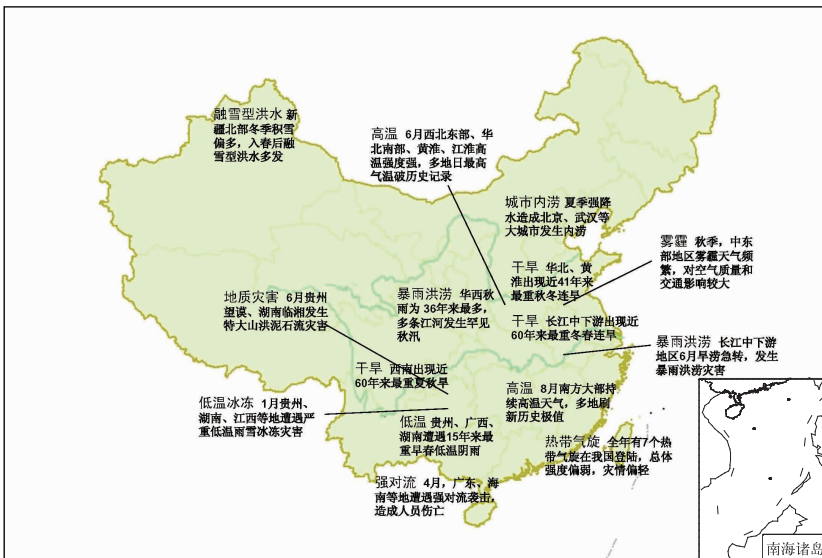 融雪型洪水 新
疆北部冬季积雪
偏多，入春后融
雪型洪水多发
高温 6月西北东部、华
北南部、黄淮、江淮高
温强度强，多地日最高
气温破历史记录
城市内涝 夏季强降
水造成北京、武汉等
大城市发生内涝
雾霾 秋季，中东
部地区雾霾天气频
繁，对空气质量和
交通影响较大
干旱 华北、黄
淮出现近41年来
最重秋冬连旱
地质灾害 6月贵州
望谟、湖南临湘发生
特大山洪泥石流灾害
暴雨洪涝 华西秋
雨为 36年来最多，
多条江河发生罕见
秋汛
干旱 长江中下游出现近
60年来最重冬春连旱
暴雨洪涝 长江中下游
地区6月旱涝急转，发生
暴雨洪涝灾害
干旱 西南出现近
60年来最重夏秋旱
低温冰冻 1月贵州、
湖南、江西等地遭遇严
重低温雨雪冰冻灾害
高温 8月南方大部持
续高温天气，多地刷
新历史极值
低温 贵州、广西、
湖南遭遇15年来最
重早春低温阴雨
热带气旋 全年有7个热
带气旋在我国登陆，总体
强度偏弱，灾情偏轻
强对流 4月，广东、海
南等地遭遇强对流袭击，
造成人员伤亡
南海诸岛